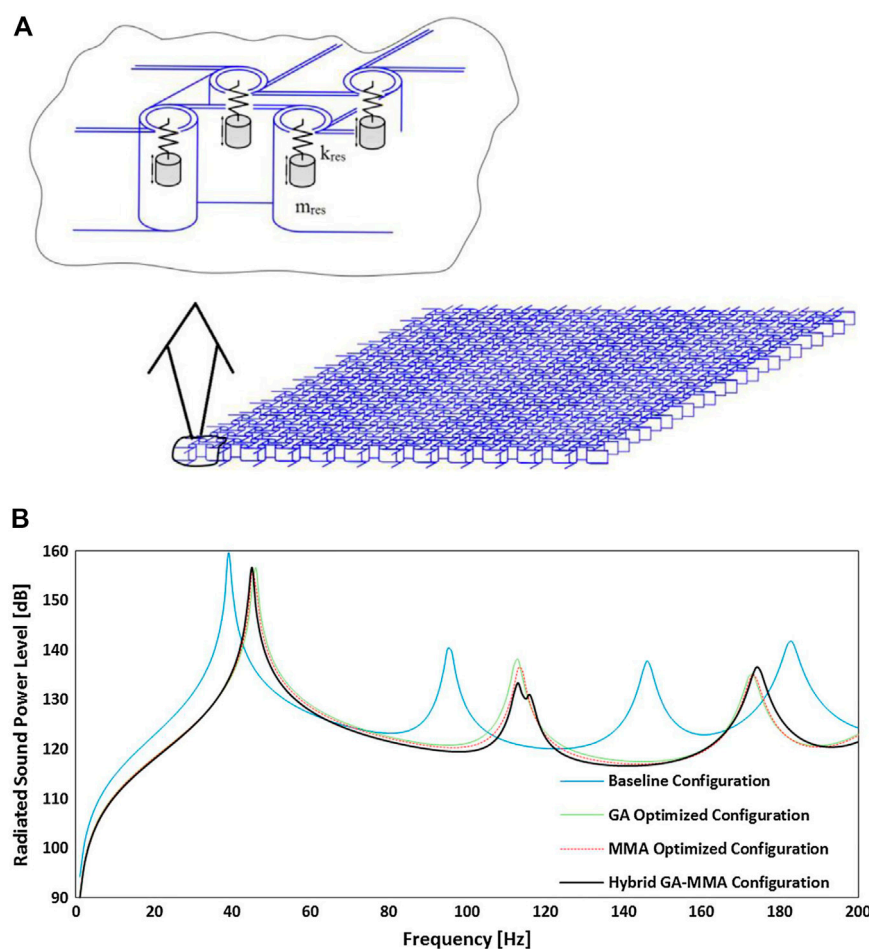 A
kres
mres
B
160
150
140
130
120
110
100
90
Radiated Sound Power Level [dB]
Baseline Configuration
GA Optimized Configuration
MMA Optimized Configuration
Hybrid GA-MMA Configuration
0 20 40 60 80 100 120 140 160 180 200
Frequency [Hz]